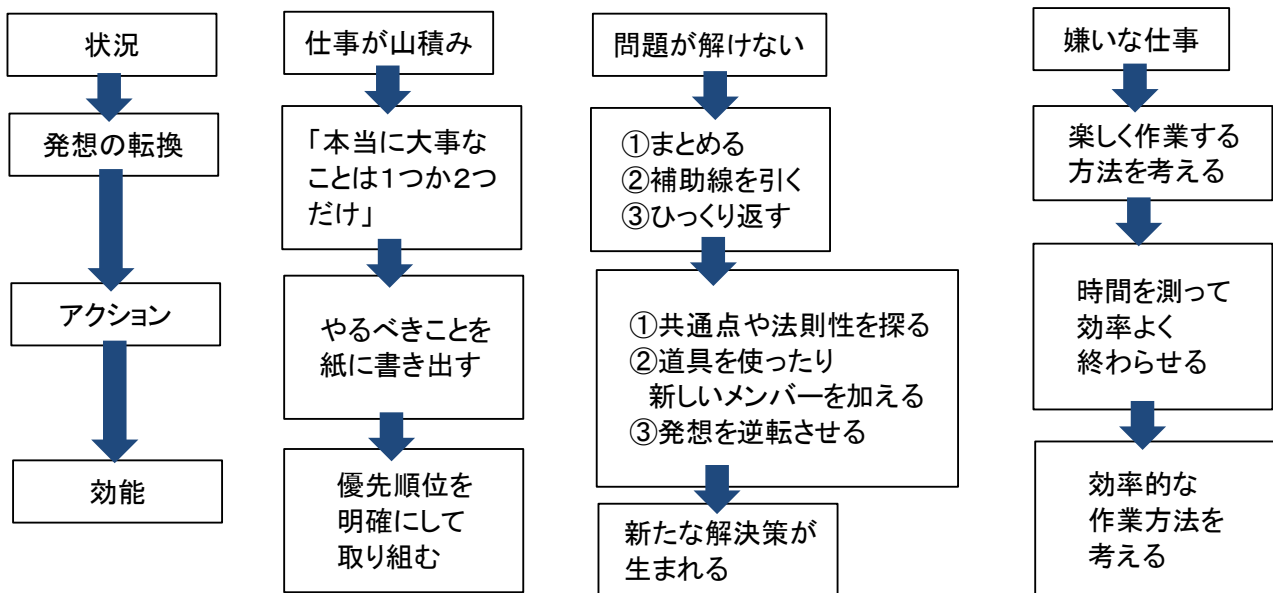 状況
発想の転換
アクション
効能
仕事が山積み
「本当に大事な
ことは１つか２つ
だけ」
やるべきことを
紙に書き出す
優先順位を
明確にして
取り組む
問題が解けない
①まとめる
②補助線を引く
③ひっくり返す
①共通点や法則性を探る
②道具を使ったり
新しいメンバーを加える
③発想を逆転させる
新たな解決策が
生まれる
嫌いな仕事
楽しく作業する
方法を考える
時間を測って
効率よく
終わらせる
効率的な
作業方法を
考える